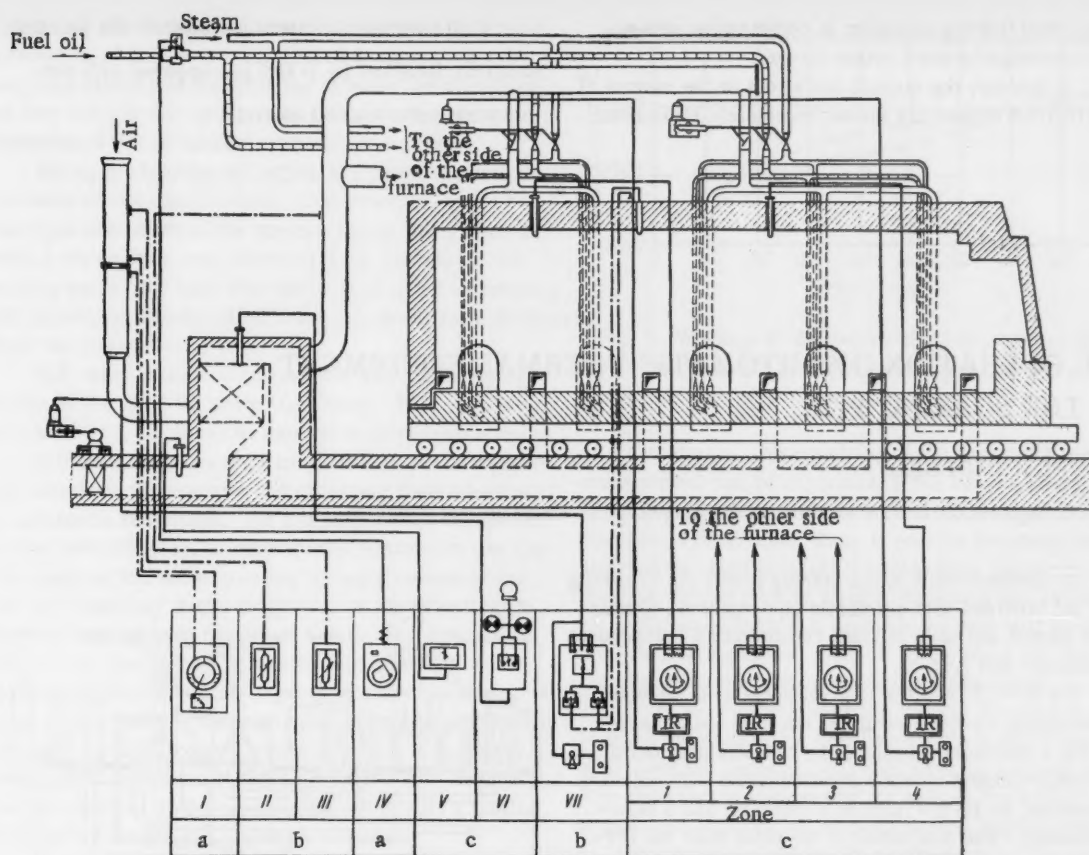 Steam
Fuel oil
Air
To the
other side
of the
furnace
To the other side
of the furnace
IR IR IR IR
I II III IV V VI VII 1 2 3 4
Zone
a b a c b c